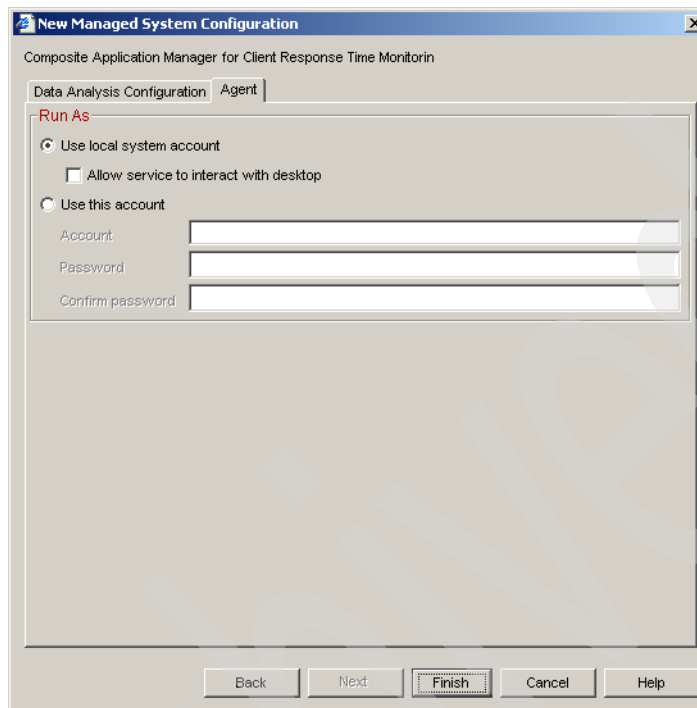 New Managed System Configuration
Composite Application Manager for Client Response Time Monitorin
Data Analysis Configuration Agent
Run As
Use local system account
Allow service to interact with desktop
Use this account
Account
Password
Confirm password
Back Next Finish Cancel Help